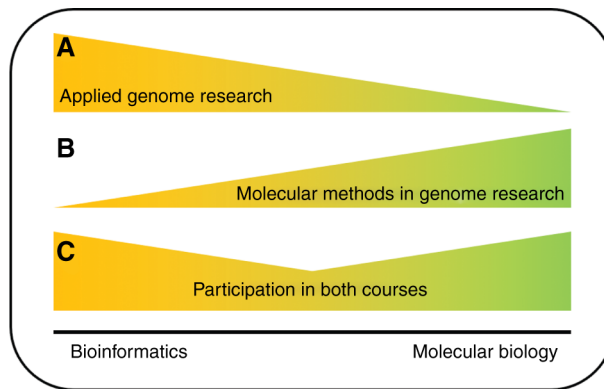 A
Applied genome research
B
Molecular methods in genome research
C
Participation in both courses
Bioinformatics Molecular biology